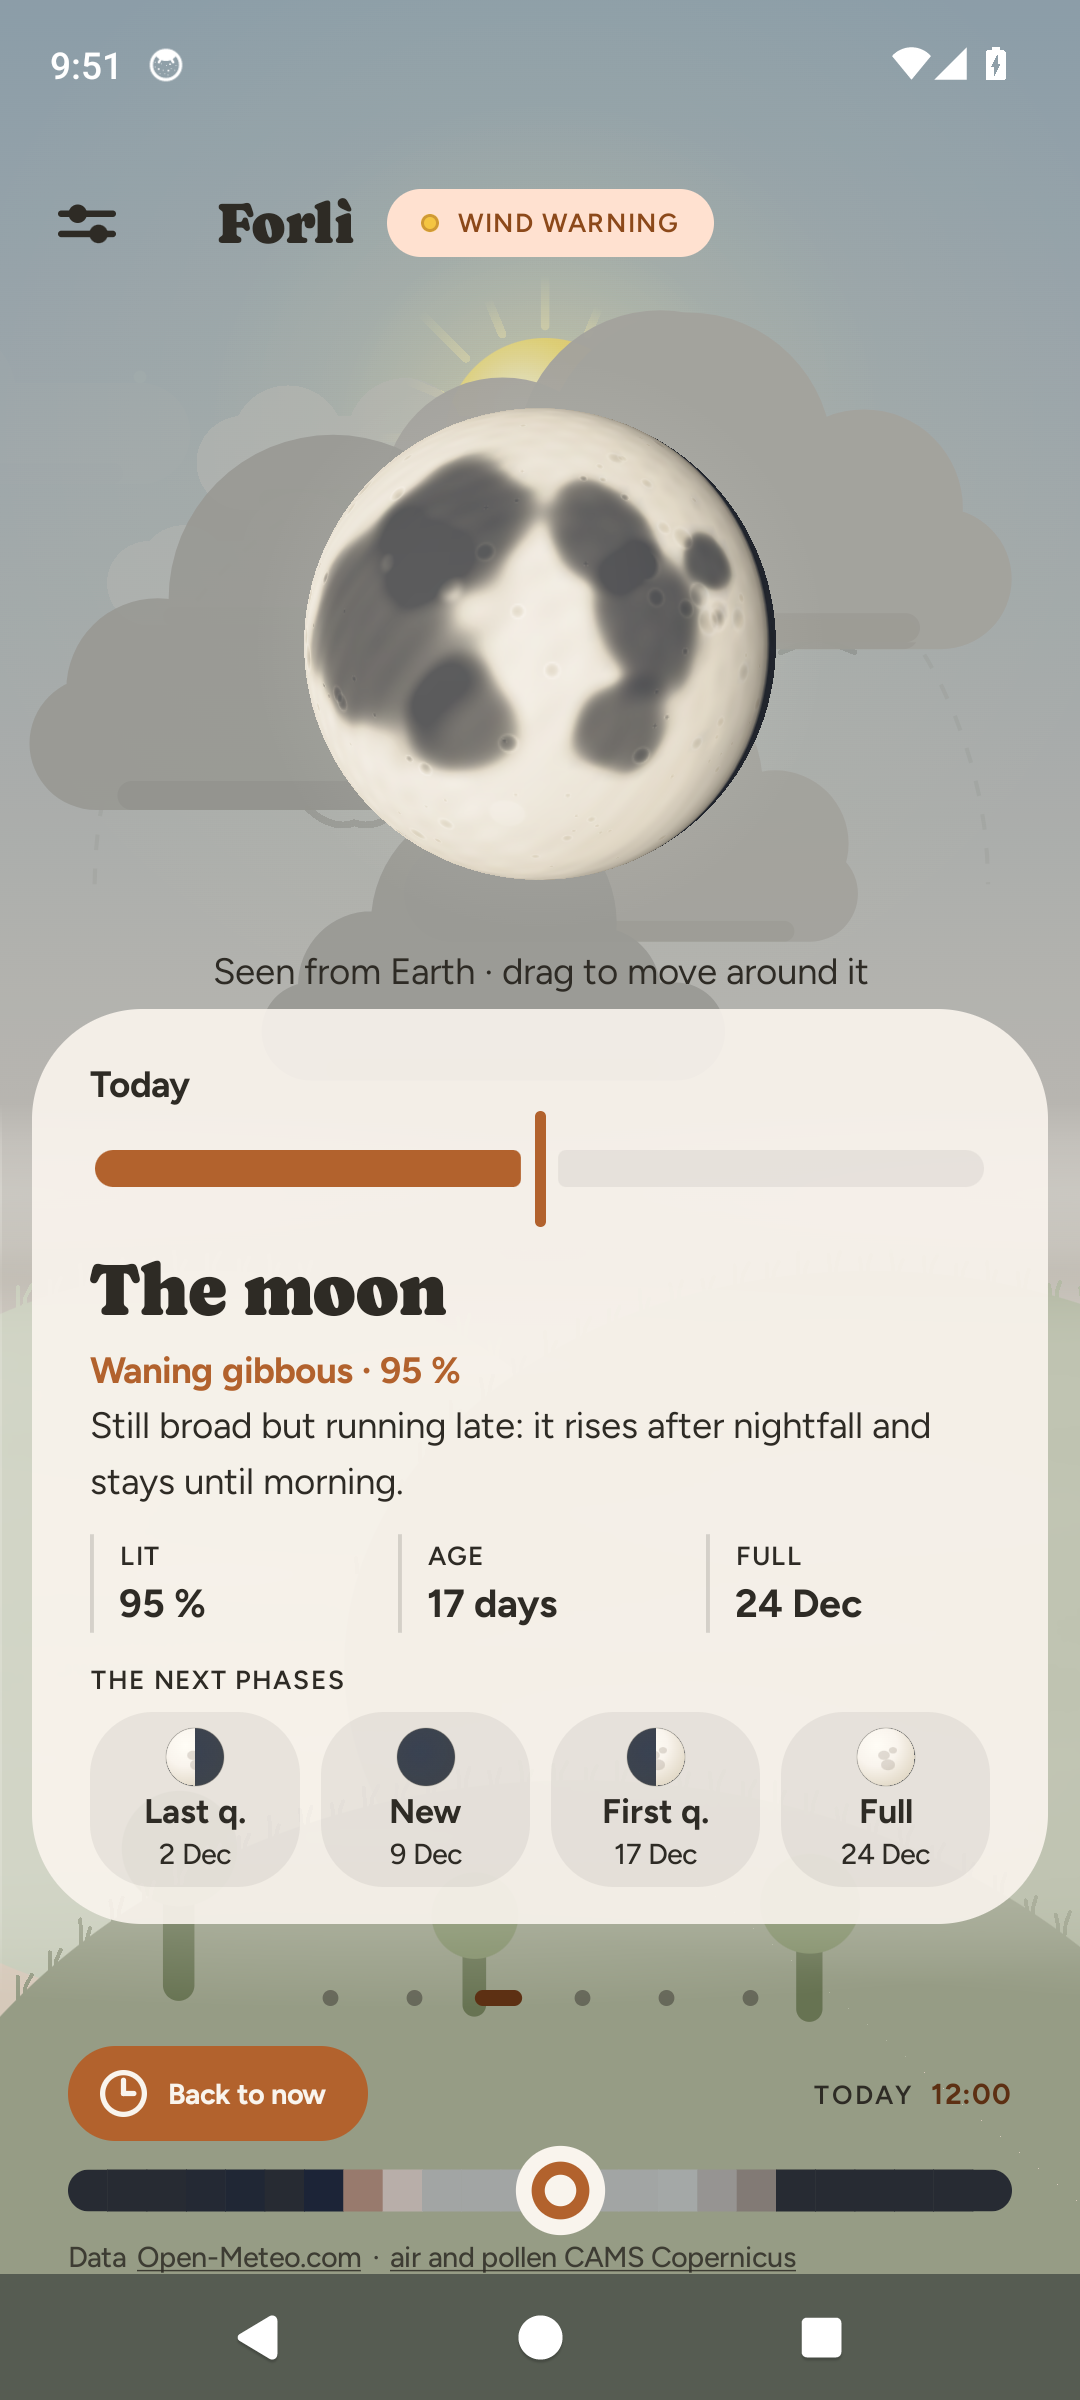 9:51
Forlì
WIND WARNING
Seen from Earth · drag to move around it
Today
The moon
Waning gibbous · 95 %
Still broad but running late: it rises after nightfall and
stays until morning.
LIT
95 %
AGE
17 days
FULL
24 Dec
THE NEXT PHASES
Last q.
2 Dec
New
9 Dec
First q.
17 Dec
Full
24 Dec
Back to now
TODAY 12:00
Data Open-Meteo.com · air and pollen CAMS Copernicus